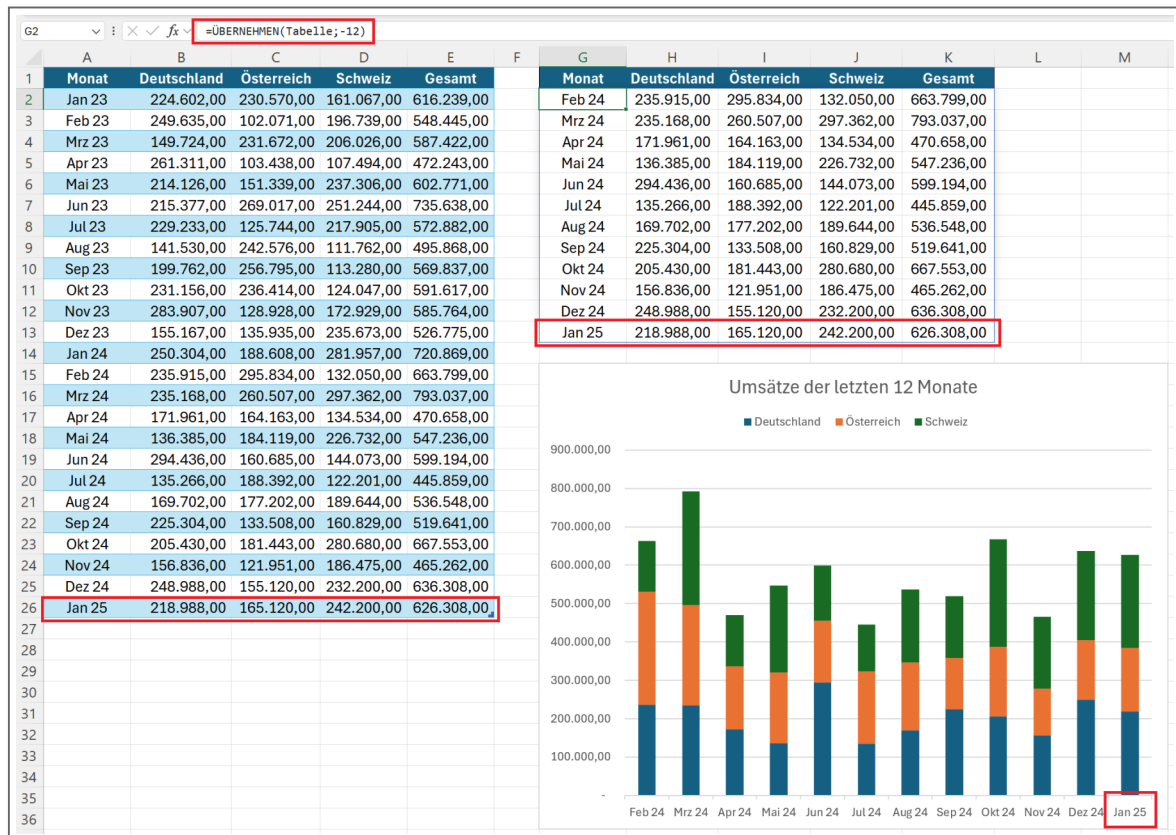 G2 fx =ÜBERNEHMEN(Tabelle;-12)
A B C D E F G H I J K L M
1 Monat Deutschland Österreich Schweiz Gesamt Monat Deutschland Österreich Schweiz Gesamt
2 Jan 23 224.602,00 230.570,00 161.067,00 616.239,00 Feb 24 235.915,00 295.834,00 132.050,00 663.799,00
3 Feb 23 249.635,00 102.071,00 196.739,00 548.445,00 Mrz 24 235.168,00 260.507,00 297.362,00 793.037,00
4 Mrz 23 149.724,00 231.672,00 206.026,00 587.422,00 Apr 24 171.961,00 164.163,00 134.534,00 470.658,00
5 Apr 23 261.311,00 103.438,00 107.494,00 472.243,00 Mai 24 136.385,00 184.119,00 226.732,00 547.236,00
6 Mai 23 214.126,00 151.339,00 237.306,00 602.771,00 Jun 24 294.436,00 160.685,00 144.073,00 599.194,00
7 Jun 23 215.377,00 269.017,00 251.244,00 735.638,00 Jul 24 135.266,00 188.392,00 122.201,00 445.859,00
8 Jul 23 229.233,00 125.744,00 217.905,00 572.882,00 Aug 24 169.702,00 177.202,00 189.644,00 536.548,00
9 Aug 23 141.530,00 242.576,00 111.762,00 495.868,00 Sep 24 225.304,00 133.508,00 160.829,00 519.641,00
10 Sep 23 199.762,00 256.795,00 113.280,00 569.837,00 Okt 24 205.430,00 181.443,00 280.680,00 667.553,00
11 Okt 23 231.156,00 236.414,00 124.047,00 591.617,00 Nov 24 156.836,00 121.951,00 186.475,00 465.262,00
12 Nov 23 283.907,00 128.928,00 172.929,00 585.764,00 Dez 24 248.988,00 155.120,00 232.200,00 636.308,00
13 Dez 23 155.167,00 135.935,00 235.673,00 526.775,00 Jan 25 218.988,00 165.120,00 242.200,00 626.308,00
14 Jan 24 250.304,00 188.608,00 281.957,00 720.869,00
15 Feb 24 235.915,00 295.834,00 132.050,00 663.799,00
16 Mrz 24 235.168,00 260.507,00 297.362,00 793.037,00
17 Apr 24 171.961,00 164.163,00 134.534,00 470.658,00
18 Mai 24 136.385,00 184.119,00 226.732,00 547.236,00
19 Jun 24 294.436,00 160.685,00 144.073,00 599.194,00
20 Jul 24 135.266,00 188.392,00 122.201,00 445.859,00
21 Aug 24 169.702,00 177.202,00 189.644,00 536.548,00
22 Sep 24 225.304,00 133.508,00 160.829,00 519.641,00
23 Okt 24 205.430,00 181.443,00 280.680,00 667.553,00
24 Nov 24 156.836,00 121.951,00 186.475,00 465.262,00
25 Dez 24 248.988,00 155.120,00 232.200,00 636.308,00
26 Jan 25 218.988,00 165.120,00 242.200,00 626.308,00
27
28
29
30
31
32
33
34
35
36
Umsätze der letzten 12 Monate
Deutschland Österreich Schweiz
900.000,00
800.000,00
700.000,00
600.000,00
500.000,00
400.000,00
300.000,00
200.000,00
100.000,00
-
Feb 24 Mrz 24 Apr 24 Mai 24 Jun 24 Jul 24 Aug 24 Sep 24 Okt 24 Nov 24 Dez 24 Jan 25